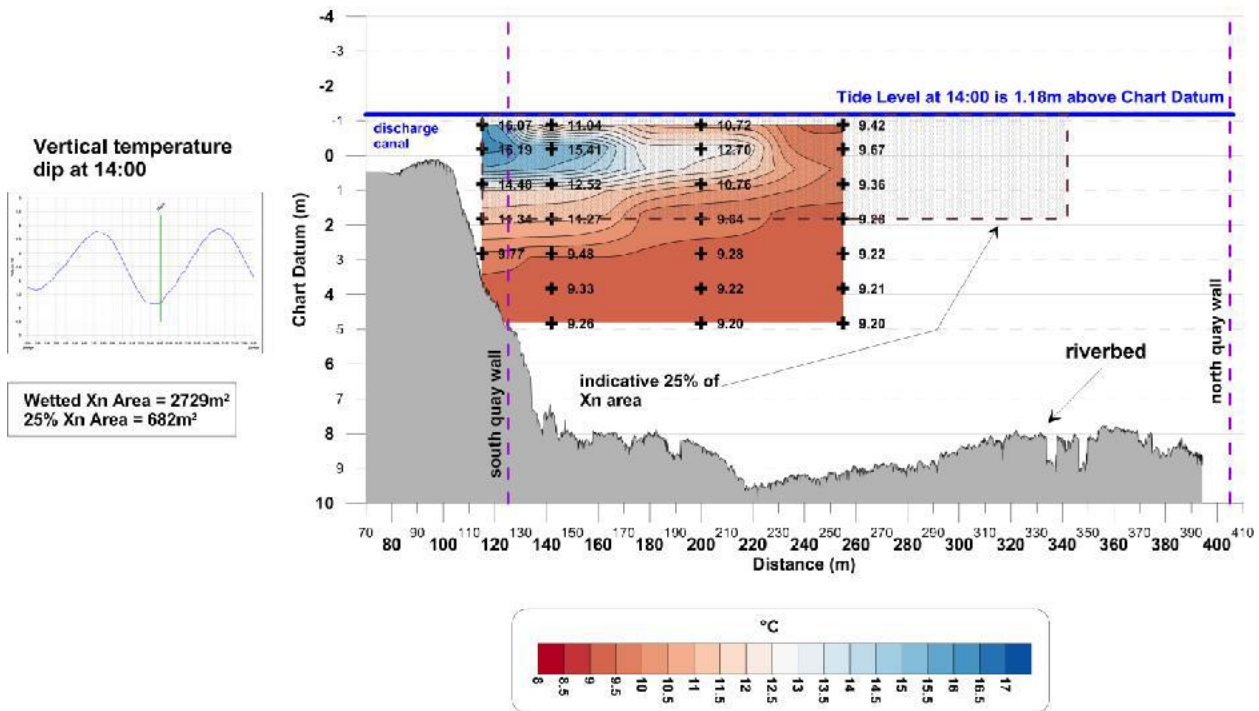 Vertical temperature
dip at 14:00
Wetted Xn Area = 2729m²
25% Xn Area = 682m²
Chart Datum (m)
-4
-3
-2
-1
0
1
2
3
4
5
6
7
8
9
10
Tide Level at 14:00 is 1.18m above Chart Datum
discharge
canal
16.07 11.04 10.72 9.42
16.19 15.41 12.70 9.67
14.48 12.52 10.76 9.36
11.34 11.27 9.64 9.26
9.77 9.48 9.28 9.22
9.33 9.22 9.21
9.26 9.20 9.20
south quay wall
north quay wall
indicative 25% of
Xn area
riverbed
70 90 110 130 150 170 190 210 230 250 270 290 310 330 350 370 390 410
80 100 120 140 160 180 200 220 240 260 280 300 320 340 360 380 400
Distance (m)
°C
8 8.5 9 9.5 10 10.5 11 11.5 12 12.5 13 13.5 14 14.5 15 15.5 16 16.5 17